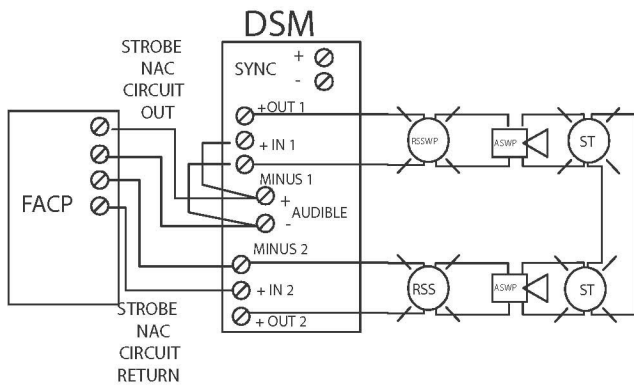 DSM
STROBE
NAC
CIRCUIT
OUT
SYNC
+
-
+OUT 1
+ IN 1
MINUS 1
+
AUDIBLE
-
MINUS 2
+ IN 2
+ OUT 2
FACP
STROBE
NAC
CIRCUIT
RETURN
RSSWP
ASWP
ST
RSS
ASWP
ST